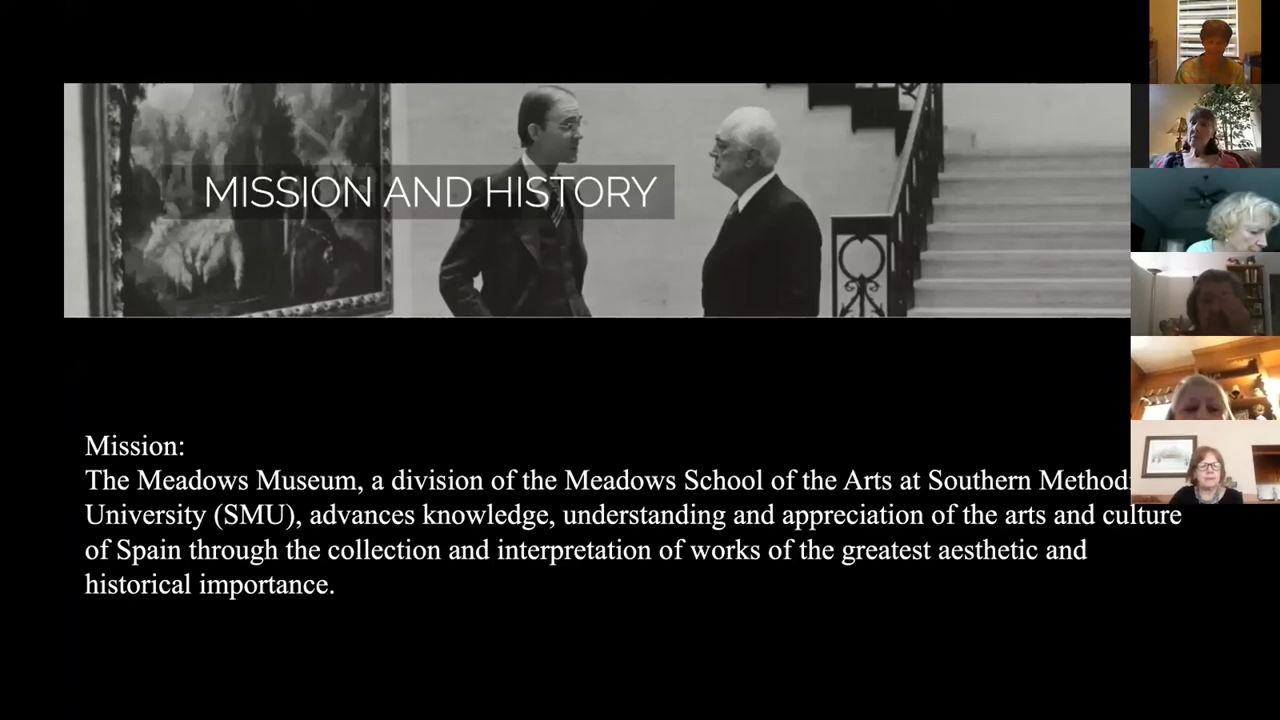 MISSION AND HISTORY
Mission:
The Meadows Museum, a division of the Meadows School of the Arts at Southern
University (SMU), advances knowledge, understanding and appreciation of the arts and culture
of Spain through the collection and interpretation of works of the greatest aesthetic and
historical importance.